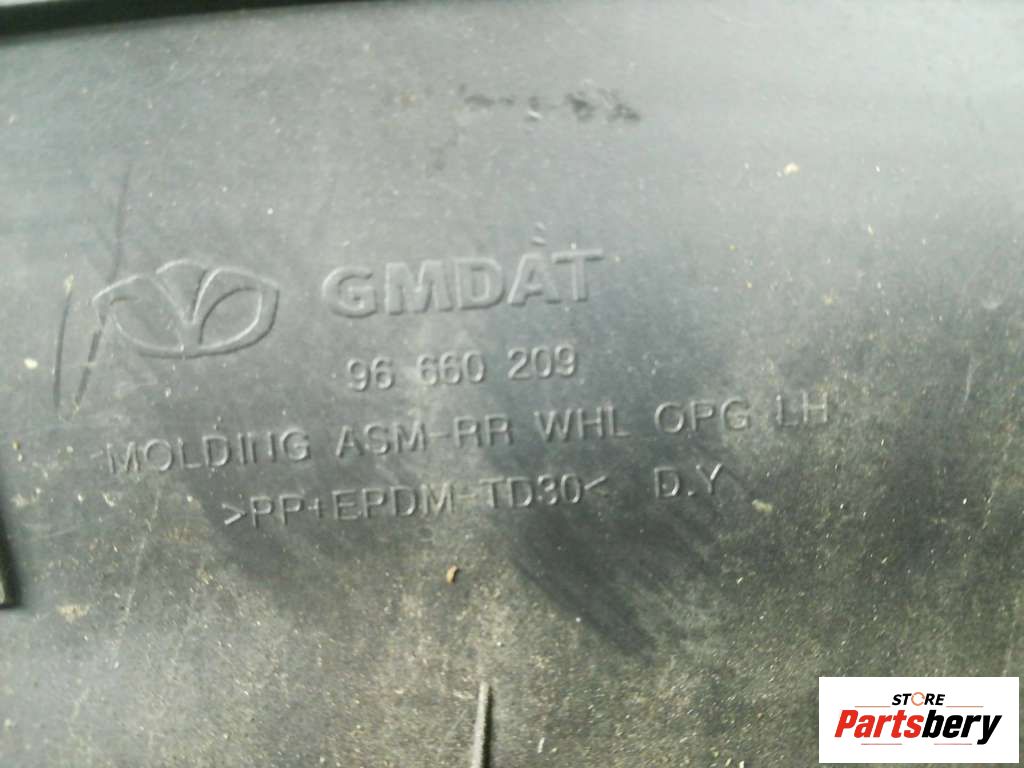 GMDAT
96 660 209
MOLDING ASM-RR WHL OPG LH
>PP+EPDM-TD30< D.Y
STORE
Partsbery